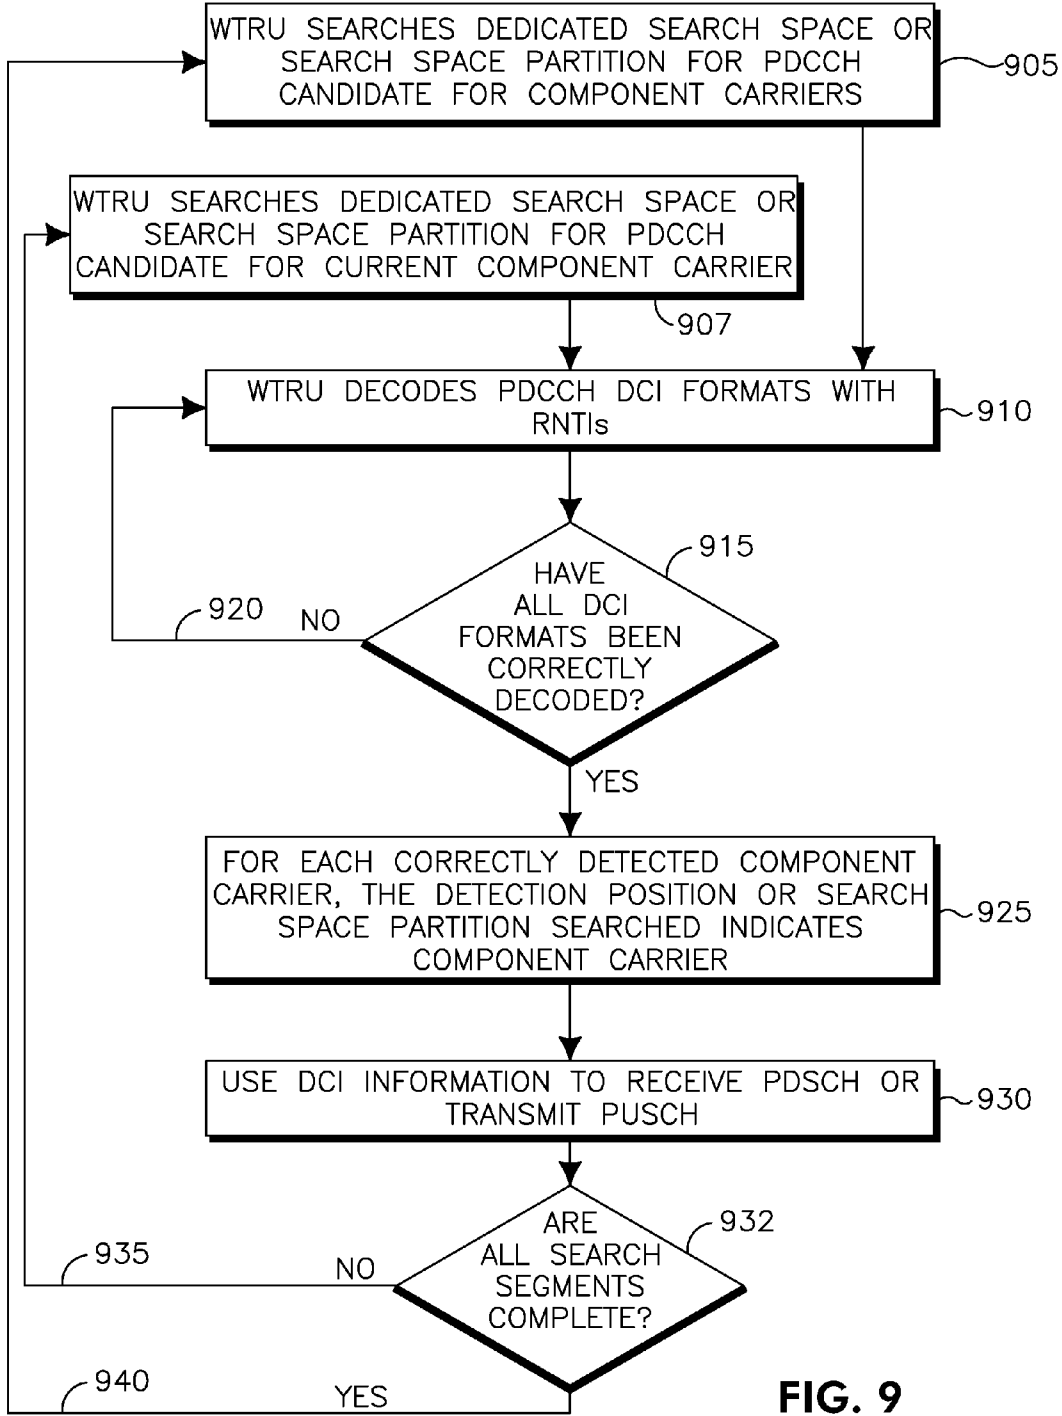 WTRU SEARCHES DEDICATED SEARCH SPACE OR
SEARCH SPACE PARTITION FOR PDCCH
CANDIDATE FOR COMPONENT CARRIERS
905
WTRU SEARCHES DEDICATED SEARCH SPACE OR
SEARCH SPACE PARTITION FOR PDCCH
CANDIDATE FOR CURRENT COMPONENT CARRIER
907
WTRU DECODES PDCCH DCI FORMATS WITH
RNTIs
910
915
HAVE
ALL DCI
FORMATS BEEN
CORRECTLY
DECODED?
920
NO
YES
FOR EACH CORRECTLY DETECTED COMPONENT
CARRIER, THE DETECTION POSITION OR SEARCH
SPACE PARTITION SEARCHED INDICATES
COMPONENT CARRIER
925
USE DCI INFORMATION TO RECEIVE PDSCH OR
TRANSMIT PUSCH
930
932
ARE
ALL SEARCH
SEGMENTS
COMPLETE?
935
NO
940
YES
FIG. 9